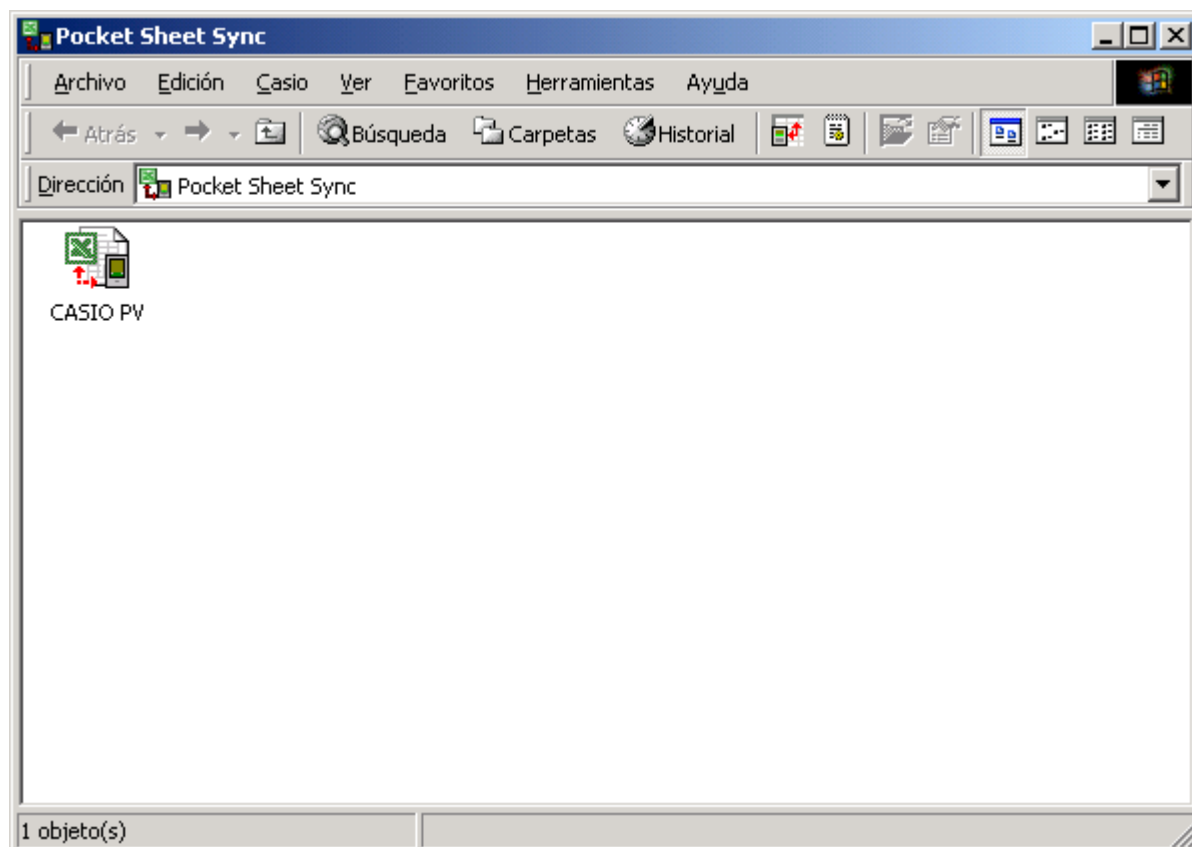 Pocket Sheet Sync
Archivo Edición Casio Ver Favoritos Herramientas Ayuda
Atrás Búsqueda Carpetas Historial
Dirección Pocket Sheet Sync
CASIO PV
1 objeto(s)